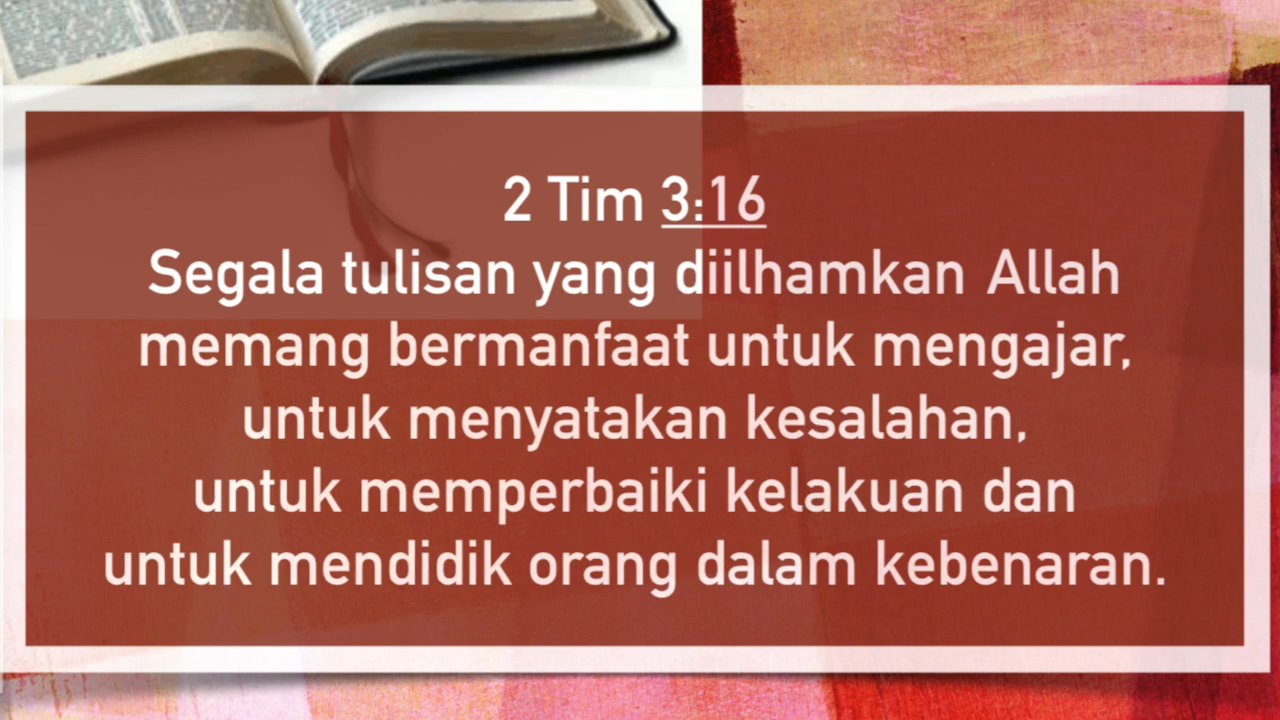 2 Tim 3:16
Segala tulisan yang diilhamkan Allah
memang bermanfaat untuk mengajar,
untuk menyatakan kesalahan,
untuk memperbaiki kelakuan dan
untuk mendidik orang dalam kebenaran.